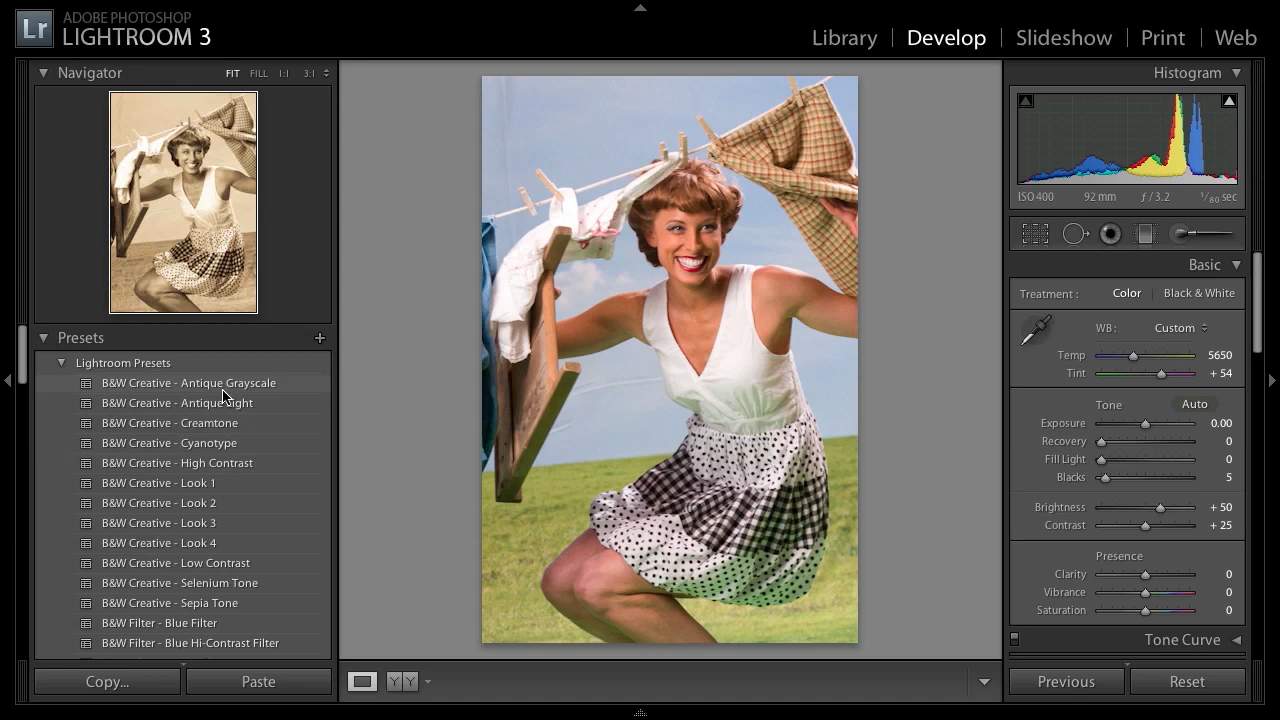 Lr
ADOBE PHOTOSHOP
LIGHTROOM 3
Library | Develop | Slideshow | Print | Web
Navigator FIT FILL 1:1 3:1
Presets +
Lightroom Presets
B&W Creative - Antique Grayscale
B&W Creative - Antique Light
B&W Creative - Creamtone
B&W Creative - Cyanotype
B&W Creative - High Contrast
B&W Creative - Look 1
B&W Creative - Look 2
B&W Creative - Look 3
B&W Creative - Look 4
B&W Creative - Low Contrast
B&W Creative - Selenium Tone
B&W Creative - Sepia Tone
B&W Filter - Blue Filter
B&W Filter - Blue Hi-Contrast Filter
Copy... Paste
YY
Histogram
ISO 400 92 mm ƒ / 3.2 1/80 sec
Basic
Treatment : Color | Black & White
WB : Custom
Temp 5650
Tint + 54
Tone Auto
Exposure 0.00
Recovery 0
Fill Light 0
Blacks 5
Brightness + 50
Contrast + 25
Presence
Clarity 0
Vibrance 0
Saturation 0
Tone Curve
Previous Reset